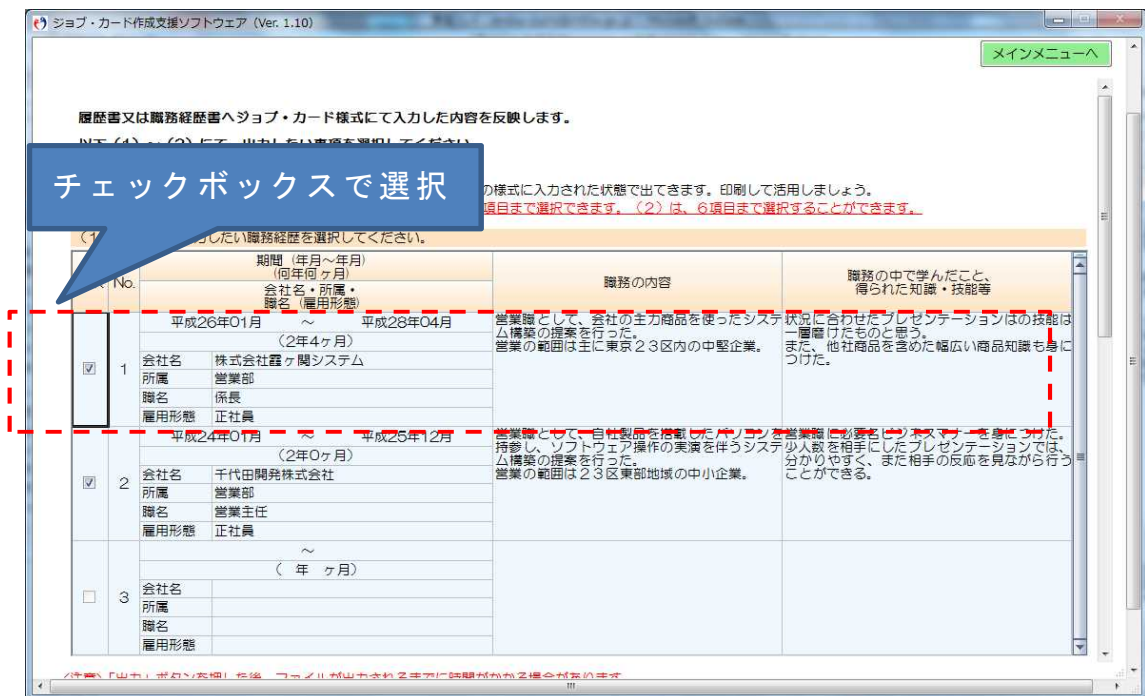 ジョブ・カード作成支援ソフトウェア (Ver. 1.10)
メインメニューへ
履歴書又は職務経歴書へジョブ・カード様式にて入力した内容を反映します。
チェックボックスで選択
の様式に入力された状態で出てきます。印刷して活用しましょう。
項目まで選択できます。(2)は、6項目まで選択することができます。
したい職務経歴を選択してください。
No.
期間(年月~年月)
(何年何ヶ月)
会社名・所属・
職名(雇用形態)
職務の内容
職務の中で学んだこと、
得られた知識・技能等
1
平成26年01月 ~ 平成28年04月
(2年4ヶ月)
会社名 株式会社霞ヶ関システム
所属 営業部
職名 係長
雇用形態 正社員
営業職として、会社の主力商品を使ったシステ
ム構築の提案を行った。
営業の範囲は主に東京23区内の中堅企業。
状況に合わせたプレゼンテーションはの技能は
一層磨けたものと思う。
また、他社商品を含めた幅広い商品知識も身に
つけた。
2
平成24年01月 ~ 平成25年12月
(2年0ヶ月)
会社名 千代田開発株式会社
所属 営業部
職名 営業主任
雇用形態 正社員
営業職として、自社製品を搭載したパソコンを
持参し、ソフトウェア操作の実演を伴うシステ
ム構築の提案を行った。
営業の範囲は23区東部地域の中小企業。
営業職に必要なビジネスマナーを身につけた。
少人数を相手にしたプレゼンテーションでは、
分かりやすく、また相手の反応を見ながら行う
ことができる。
3
~
( 年 ヶ月)
会社名
所属
職名
雇用形態